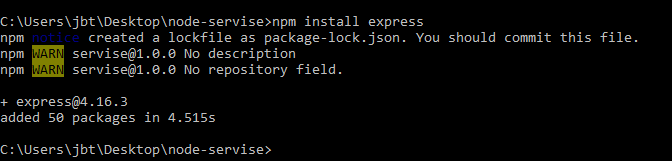 C:\Users\jbt\Desktop\node-servise>npm install express
npm notice created a lockfile as package-lock.json. You should commit this file.
npm WARN servise@1.0.0 No description
npm WARN servise@1.0.0 No repository field.
+ express@4.16.3
added 50 packages in 4.515s
C:\Users\jbt\Desktop\node-servise>